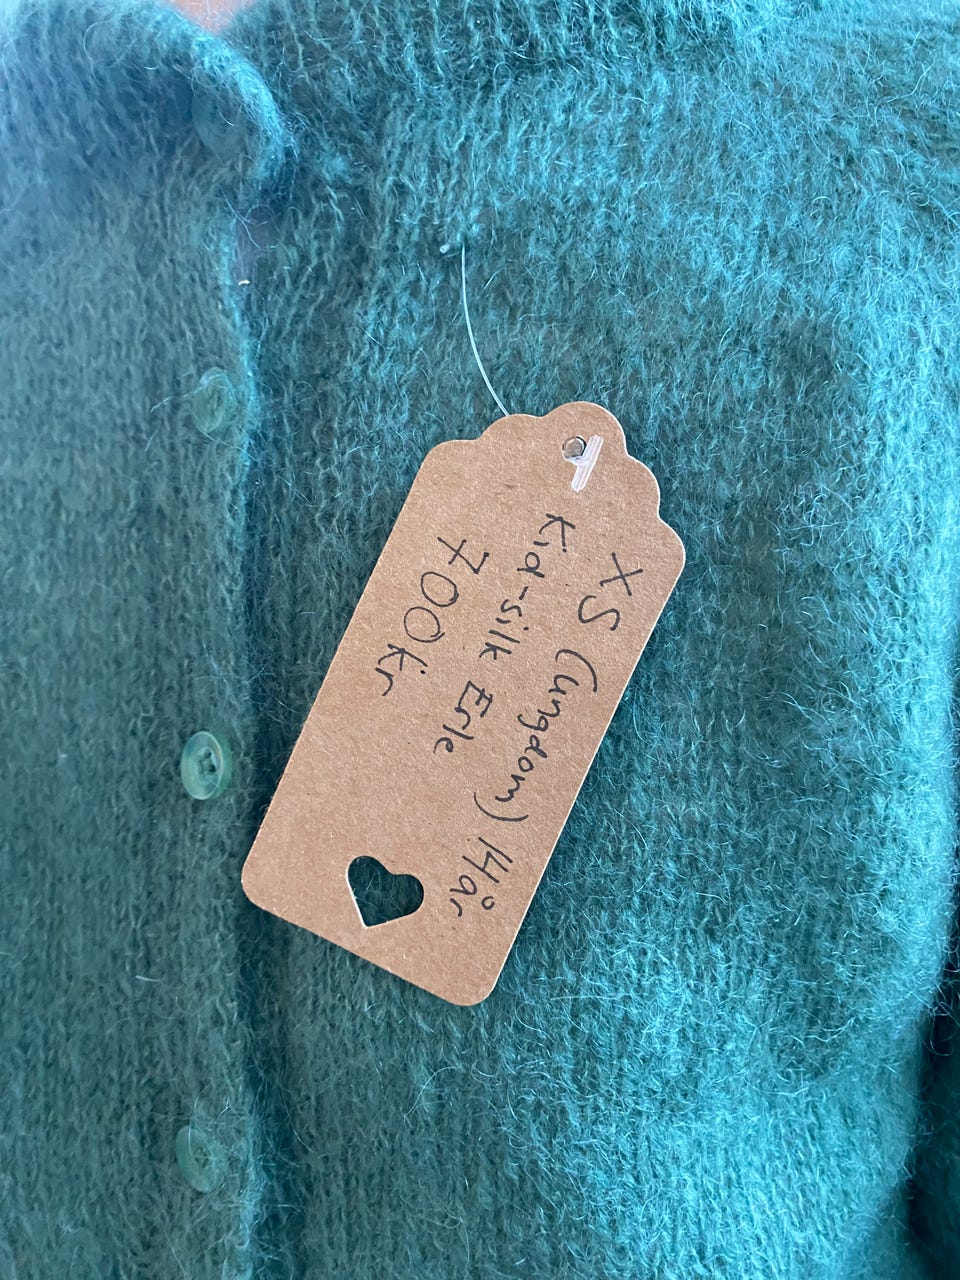 XS (ungdom) 14år
Kid-silk Erle
700kr